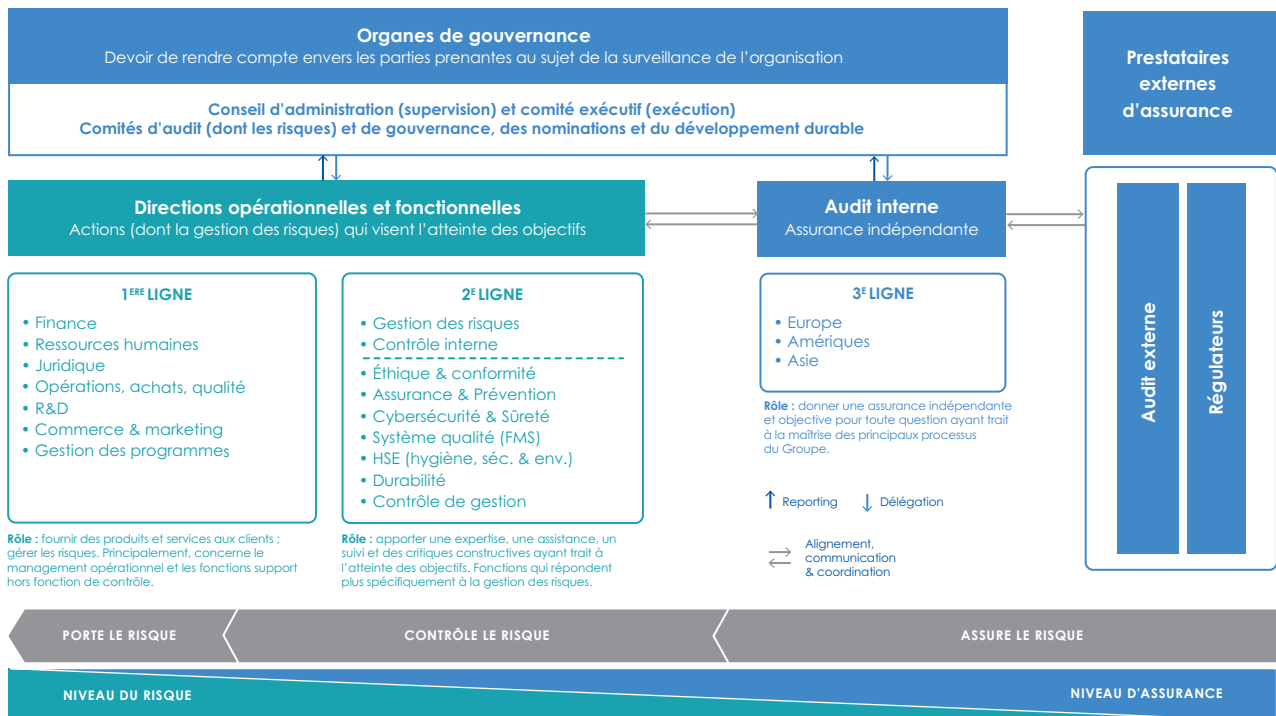 Organes de gouvernance
Devoir de rendre compte envers les parties prenantes au sujet de la surveillance de l'organisation
Conseil d'administration (supervision) et comité exécutif (exécution)
Comités d'audit (dont les risques) et de gouvernance, des nominations et du développement durable
Prestataires
externes
d'assurance
Directions opérationnelles et fonctionnelles
Actions (dont la gestion des risques) qui visent l'atteinte des objectifs
Audit interne
Assurance indépendante
1ERE LIGNE
• Finance
• Ressources humaines
• Juridique
• Opérations, achats, qualité
• R&D
• Commerce & marketing
• Gestion des programmes
Rôle : fournir des produits et services aux clients ;
gérer les risques. Principalement, concerne le
management opérationnel et les fonctions support
hors fonction de contrôle.
2E LIGNE
• Gestion des risques
• Contrôle interne
• Éthique & conformité
• Assurance & Prévention
• Cybersécurité & Sûreté
• Système qualité (FMS)
• HSE (hygiène, séc. & env.)
• Durabilité
• Contrôle de gestion
Rôle : apporter une expertise, une assistance, un
suivi et des critiques constructives ayant trait à
l'atteinte des objectifs. Fonctions qui répondent
plus spécifiquement à la gestion des risques.
3E LIGNE
• Europe
• Amériques
• Asie
Rôle : donner une assurance indépendante
et objective pour toute question ayant trait
à la maîtrise des principaux processus
du Groupe.
Reporting
Délégation
Alignement,
communication
& coordination
Audit externe
Régulateurs
PORTE LE RISQUE
CONTRÔLE LE RISQUE
ASSURE LE RISQUE
NIVEAU DU RISQUE
NIVEAU D'ASSURANCE